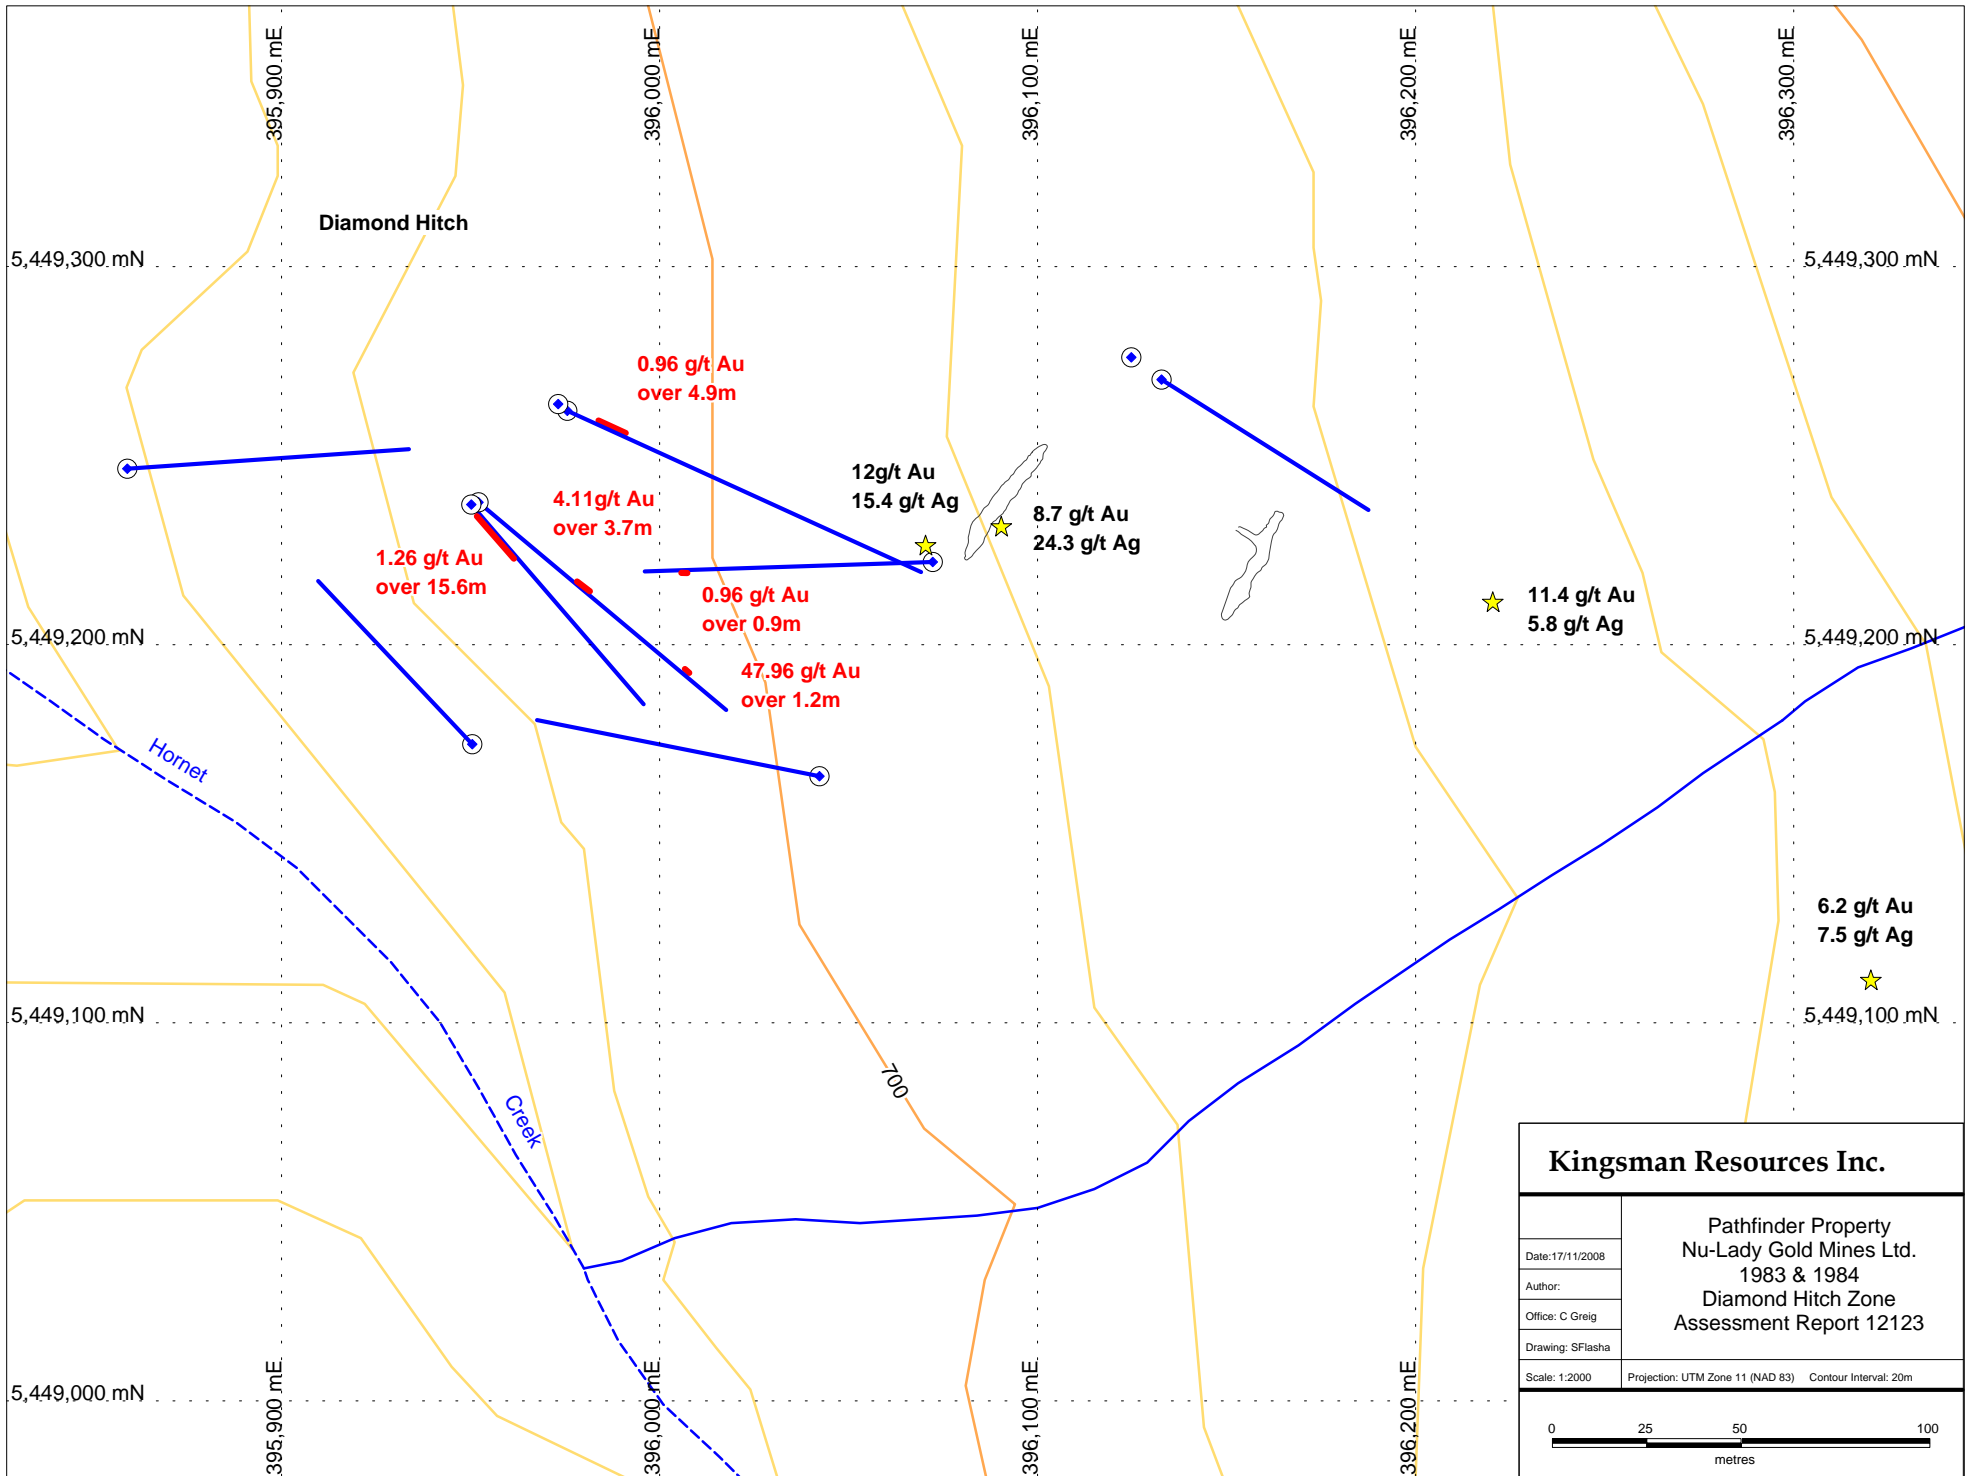 395,900 mE
396,000 mE
396,100 mE
396,200 mE
396,300 mE
Diamond Hitch
5,449,300 mN
5,449,300 mN
0.96 g/t Au
over 4.9m
12g/t Au
15.4 g/t Ag
4.11g/t Au
over 3.7m
8.7 g/t Au
24.3 g/t Ag
1.26 g/t Au
over 15.6m
0.96 g/t Au
over 0.9m
11.4 g/t Au
5.8 g/t Ag
5,449,200 mN
5,449,200 mN
47.96 g/t Au
over 1.2m
Hornet
6.2 g/t Au
7.5 g/t Ag
5,449,100 mN
5,449,100 mN
700
Creek
Kingsman Resources Inc.
Pathfinder Property
Nu-Lady Gold Mines Ltd.
1983 & 1984
Diamond Hitch Zone
Assessment Report 12123
Date:17/11/2008
Author:
Office: C Greig
Drawing: SFlasha
Scale: 1:2000
Projection: UTM Zone 11 (NAD 83)
Contour Interval: 20m
5,449,000 mN
395,900 mE
396,000 mE
396,100 mE
396,200 mE
0 25 50 100
metres